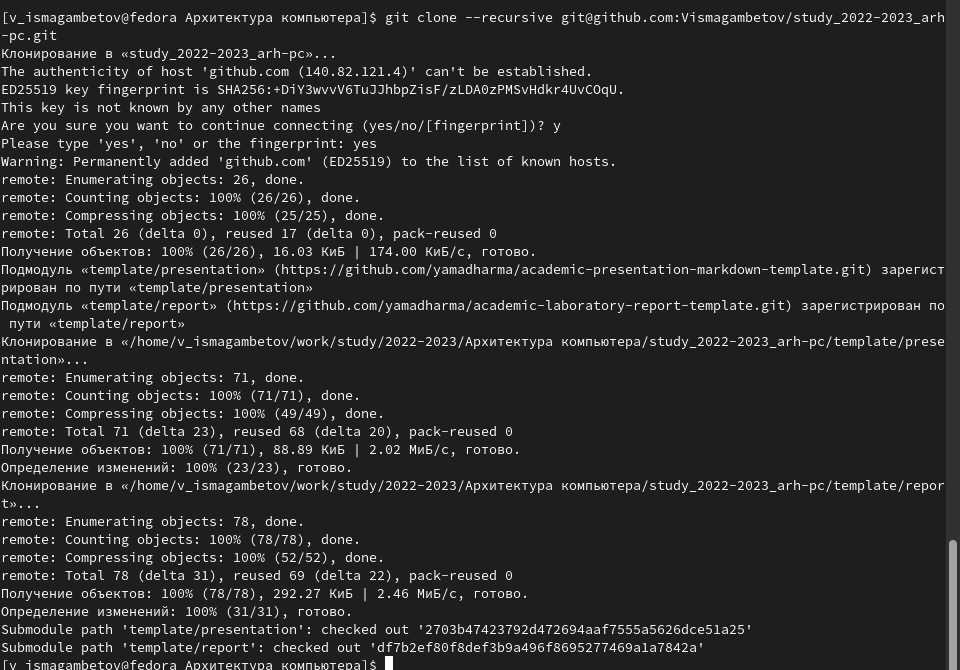 [v_ismagambetov@fedora Архитектура компьютера]$ git clone --recursive git@github.com:Vismagambetov/study_2022-2023_arh
-pc.git
Клонирование в «study_2022-2023_arh-pc»...
The authenticity of host 'github.com (140.82.121.4)' can't be established.
ED25519 key fingerprint is SHA256:+DiY3wvvV6TuJJhbpZisF/zLDA0zPMSvHdkr4UvCOqU.
This key is not known by any other names
Are you sure you want to continue connecting (yes/no/[fingerprint])? y
Please type 'yes', 'no' or the fingerprint: yes
Warning: Permanently added 'github.com' (ED25519) to the list of known hosts.
remote: Enumerating objects: 26, done.
remote: Counting objects: 100% (26/26), done.
remote: Compressing objects: 100% (25/25), done.
remote: Total 26 (delta 0), reused 17 (delta 0), pack-reused 0
Получение объектов: 100% (26/26), 16.03 КиБ | 174.00 КиБ/с, готово.
Подмодуль «template/presentation» (https://github.com/yamadharma/academic-presentation-markdown-template.git) зарегист
рирован по пути «template/presentation»
Подмодуль «template/report» (https://github.com/yamadharma/academic-laboratory-report-template.git) зарегистрирован по
 пути «template/report»
Клонирование в «/home/v_ismagambetov/work/study/2022-2023/Архитектура компьютера/study_2022-2023_arh-pc/template/prese
ntation»...
remote: Enumerating objects: 71, done.
remote: Counting objects: 100% (71/71), done.
remote: Compressing objects: 100% (49/49), done.
remote: Total 71 (delta 23), reused 68 (delta 20), pack-reused 0
Получение объектов: 100% (71/71), 88.89 КиБ | 2.02 МиБ/с, готово.
Определение изменений: 100% (23/23), готово.
Клонирование в «/home/v_ismagambetov/work/study/2022-2023/Архитектура компьютера/study_2022-2023_arh-pc/template/repor
t»...
remote: Enumerating objects: 78, done.
remote: Counting objects: 100% (78/78), done.
remote: Compressing objects: 100% (52/52), done.
remote: Total 78 (delta 31), reused 69 (delta 22), pack-reused 0
Получение объектов: 100% (78/78), 292.27 КиБ | 2.46 МиБ/с, готово.
Определение изменений: 100% (31/31), готово.
Submodule path 'template/presentation': checked out '2703b47423792d472694aaf7555a5626dce51a25'
Submodule path 'template/report': checked out 'df7b2ef80f8def3b9a496f8695277469a1a7842a'
[v_ismagambetov@fedora Архитектура компьютера]$